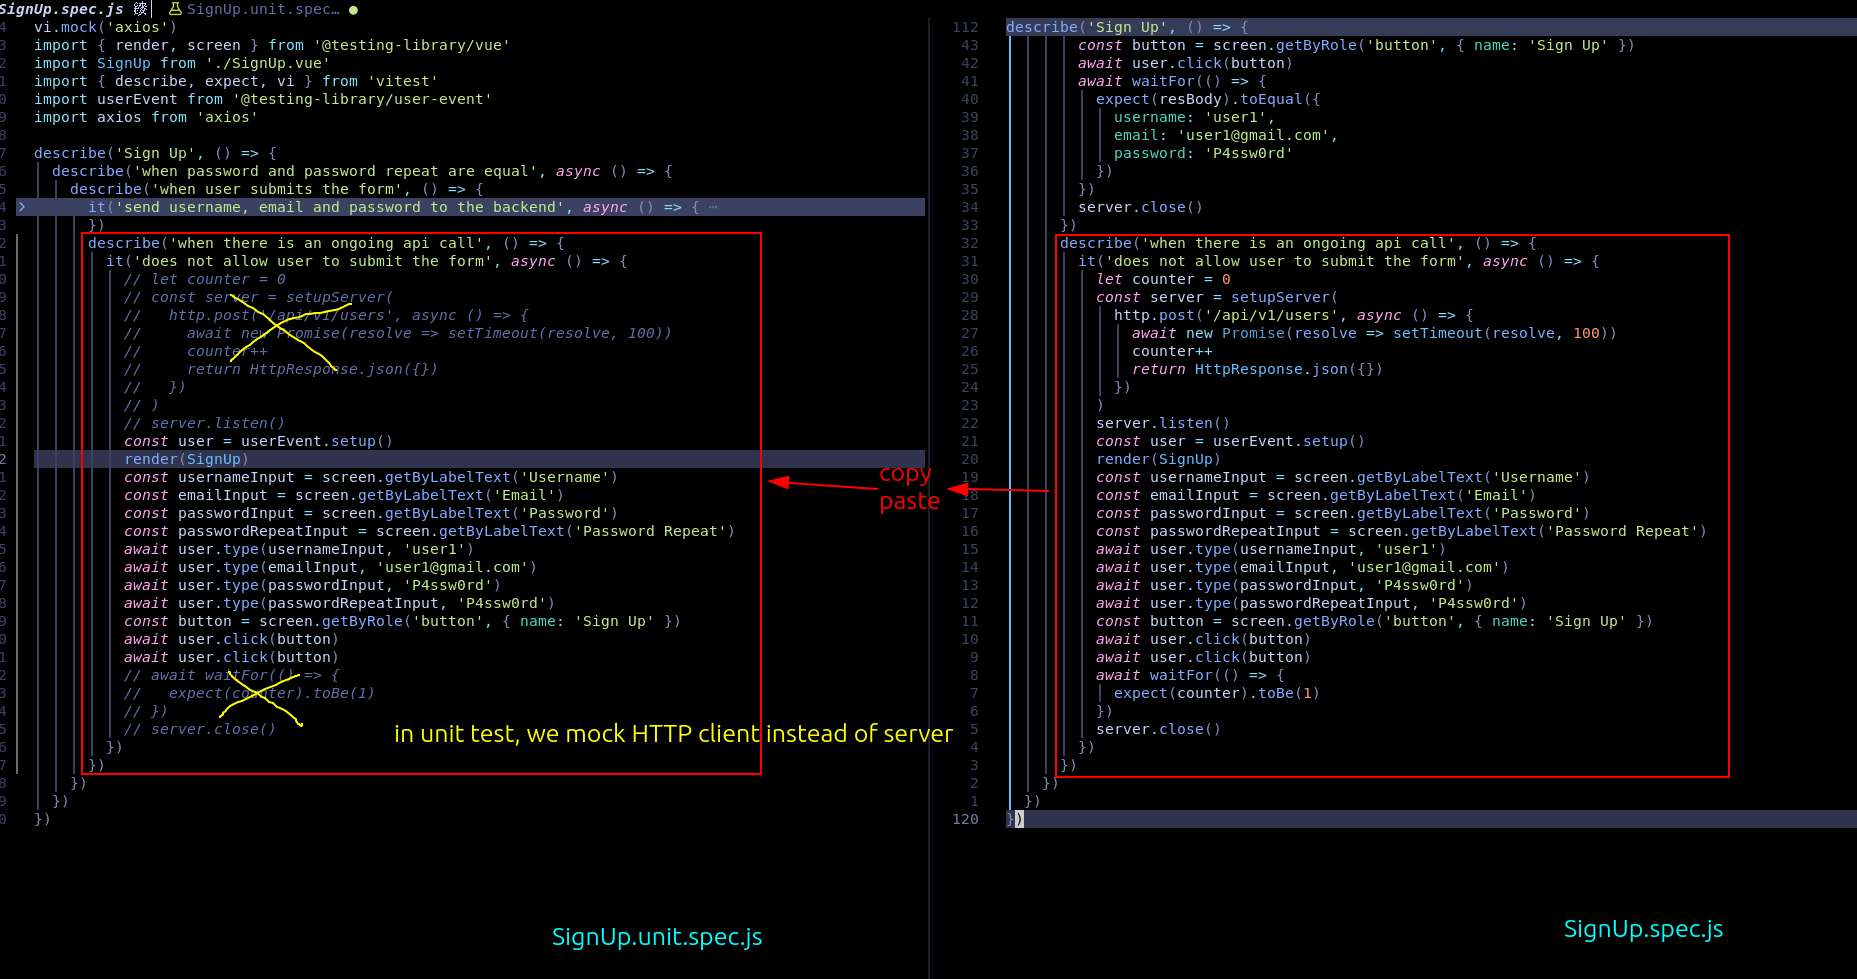 SignUp.spec.js
SignUp.unit.spec… ●
4 vi.mock('axios')
3 import { render, screen } from '@testing-library/vue'
2 import SignUp from './SignUp.vue'
1 import { describe, expect, vi } from 'vitest'
0 import userEvent from '@testing-library/user-event'
9 import axios from 'axios'
8
7 describe('Sign Up', () => {
6 describe('when password and password repeat are equal', async () => {
5 describe('when user submits the form', () => {
4 > it('send username, email and password to the backend', async () => { ⋯
3 })
2 describe('when there is an ongoing api call', () => {
1 it('does not allow user to submit the form', async () => {
0 // let counter = 0
9 // const server = setupServer(
8 // http.post('/api/v1/users', async () => {
7 // await new Promise(resolve => setTimeout(resolve, 100))
6 // counter++
5 // return HttpResponse.json({})
4 // })
3 // )
2 // server.listen()
1 const user = userEvent.setup()
2 render(SignUp)
1 const usernameInput = screen.getByLabelText('Username')
2 const emailInput = screen.getByLabelText('Email')
3 const passwordInput = screen.getByLabelText('Password')
4 const passwordRepeatInput = screen.getByLabelText('Password Repeat')
5 await user.type(usernameInput, 'user1')
6 await user.type(emailInput, 'user1@gmail.com')
7 await user.type(passwordInput, 'P4ssw0rd')
8 await user.type(passwordRepeatInput, 'P4ssw0rd')
9 const button = screen.getByRole('button', { name: 'Sign Up' })
0 await user.click(button)
1 await user.click(button)
2 // await waitFor(() => {
3 // expect(counter).toBe(1)
4 // })
5 // server.close()
6 })
7 })
8 })
9 })
0 })
in unit test, we mock HTTP client instead of server
SignUp.unit.spec.js
copy
paste
112 describe('Sign Up', () => {
43 const button = screen.getByRole('button', { name: 'Sign Up' })
42 await user.click(button)
41 await waitFor(() => {
40 expect(resBody).toEqual({
39 username: 'user1',
38 email: 'user1@gmail.com',
37 password: 'P4ssw0rd'
36 })
35 })
34 server.close()
33 })
32 describe('when there is an ongoing api call', () => {
31 it('does not allow user to submit the form', async () => {
30 let counter = 0
29 const server = setupServer(
28 http.post('/api/v1/users', async () => {
27 await new Promise(resolve => setTimeout(resolve, 100))
26 counter++
25 return HttpResponse.json({})
24 })
23 )
22 server.listen()
21 const user = userEvent.setup()
20 render(SignUp)
19 const usernameInput = screen.getByLabelText('Username')
18 const emailInput = screen.getByLabelText('Email')
17 const passwordInput = screen.getByLabelText('Password')
16 const passwordRepeatInput = screen.getByLabelText('Password Repeat')
15 await user.type(usernameInput, 'user1')
14 await user.type(emailInput, 'user1@gmail.com')
13 await user.type(passwordInput, 'P4ssw0rd')
12 await user.type(passwordRepeatInput, 'P4ssw0rd')
11 const button = screen.getByRole('button', { name: 'Sign Up' })
10 await user.click(button)
9 await user.click(button)
8 await waitFor(() => {
7 expect(counter).toBe(1)
6 })
5 server.close()
4 })
3 })
2 })
1 })
120 })
SignUp.spec.js